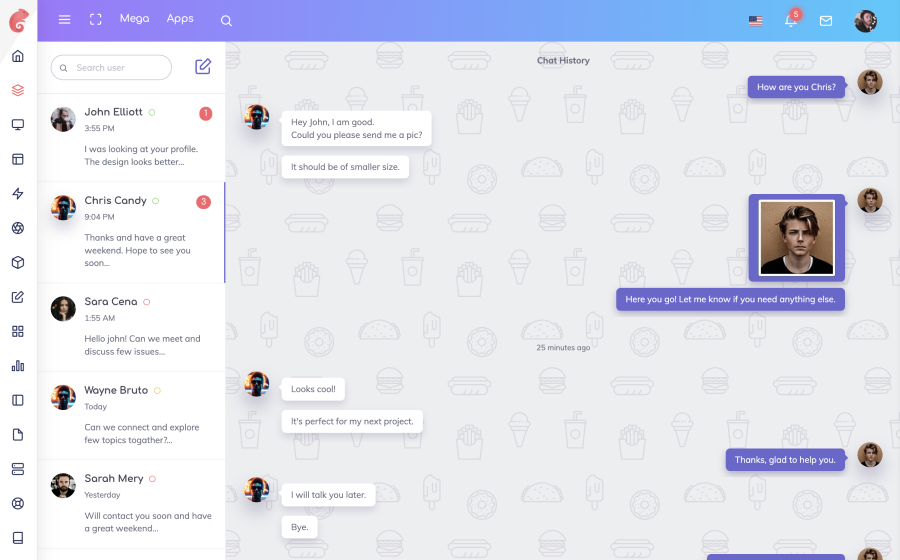 Mega
Apps
5
Search user
John Elliott
1
3:55 PM
I was looking at your profile.
The design looks better...
Chris Candy
3
9:04 PM
Thanks and have a great
weekend. Hope to see you
soon...
Sara Cena
1:55 AM
Hello john! Can we meet and
discuss few issues...
Wayne Bruto
Today
Can we connect and explore
few topics togather?...
Sarah Mery
Yesterday
Will contact you soon and have
a great weekend...
Chat History
How are you Chris?
Hey John, I am good.
Could you please send me a pic?
It should be of smaller size.
Here you go! Let me know if you need anything else.
25 minutes ago
Looks cool!
It's perfect for my next project.
Thanks, glad to help you.
I will talk you later.
Bye.